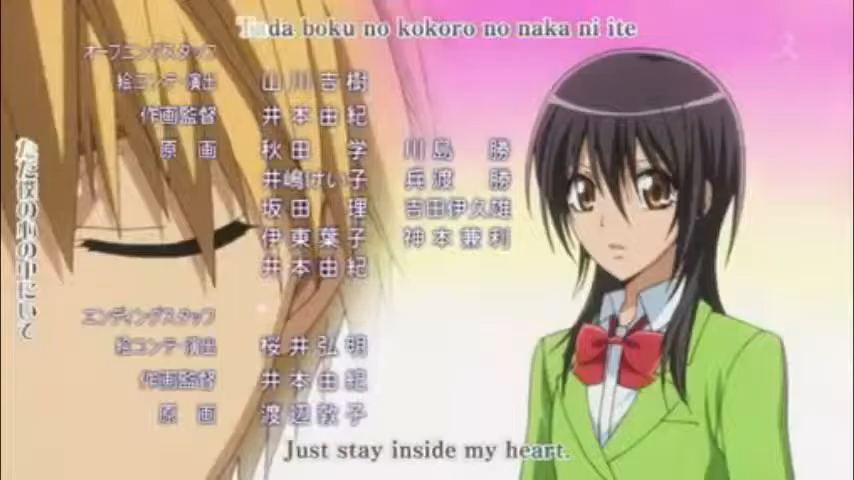 Tada boku no kokoro no naka ni ite
オープニングスタッフ
絵コンテ・演出 山川吉樹
作画監督 井本由紀
原画 秋田 学 川島 勝
井嶋けい子 兵渡 勝
坂田 理 吉田伊久雄
伊東葉子 神本兼利
井本由紀
ただ僕の心の中にいて
エンディングスタッフ
絵コンテ・演出 桜井弘明
作画監督 井本由紀
原画 渡辺敦子
Just stay inside my heart.